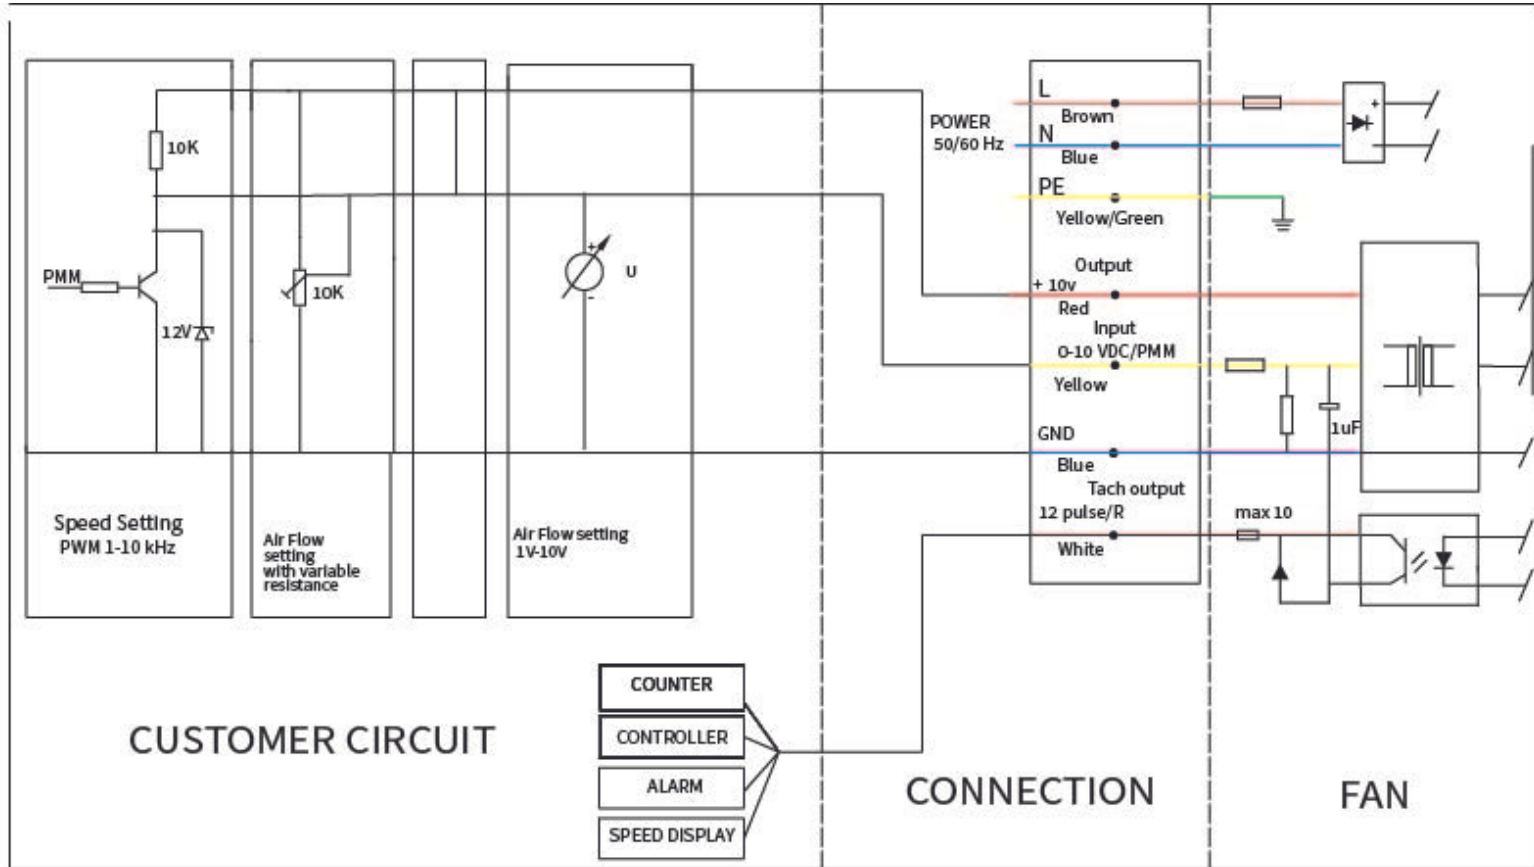 L
Brown
POWER
50/60 Hz
N
Blue
PE
Yellow/Green
10K
PMM
12V
10K
+
-
U
+
Output
+ 10v
Red
Input
0-10 VDC/PMM
Yellow
1uF
GND
Blue
Tach output
12 pulse/R
White
max 10
Speed Setting
PWM 1-10 kHz
Air Flow
setting
with variable
resistance
Air Flow setting
1V-10V
COUNTER
CONTROLLER
ALARM
SPEED DISPLAY
CUSTOMER CIRCUIT
CONNECTION
FAN